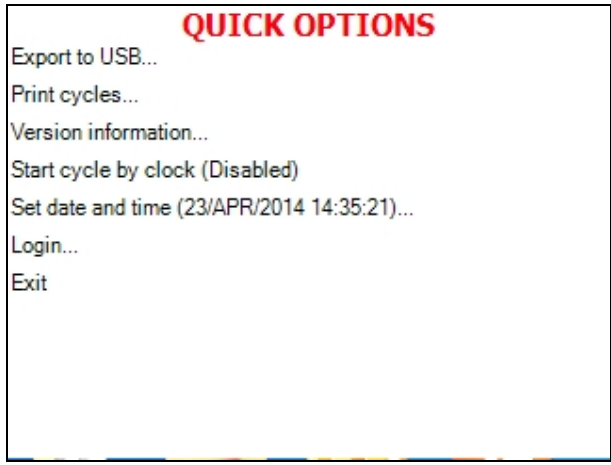 QUICK OPTIONS
Export to USB...
Print cycles...
Version information...
Start cycle by clock (Disabled)
Set date and time (23/APR/2014 14:35:21)...
Login...
Exit